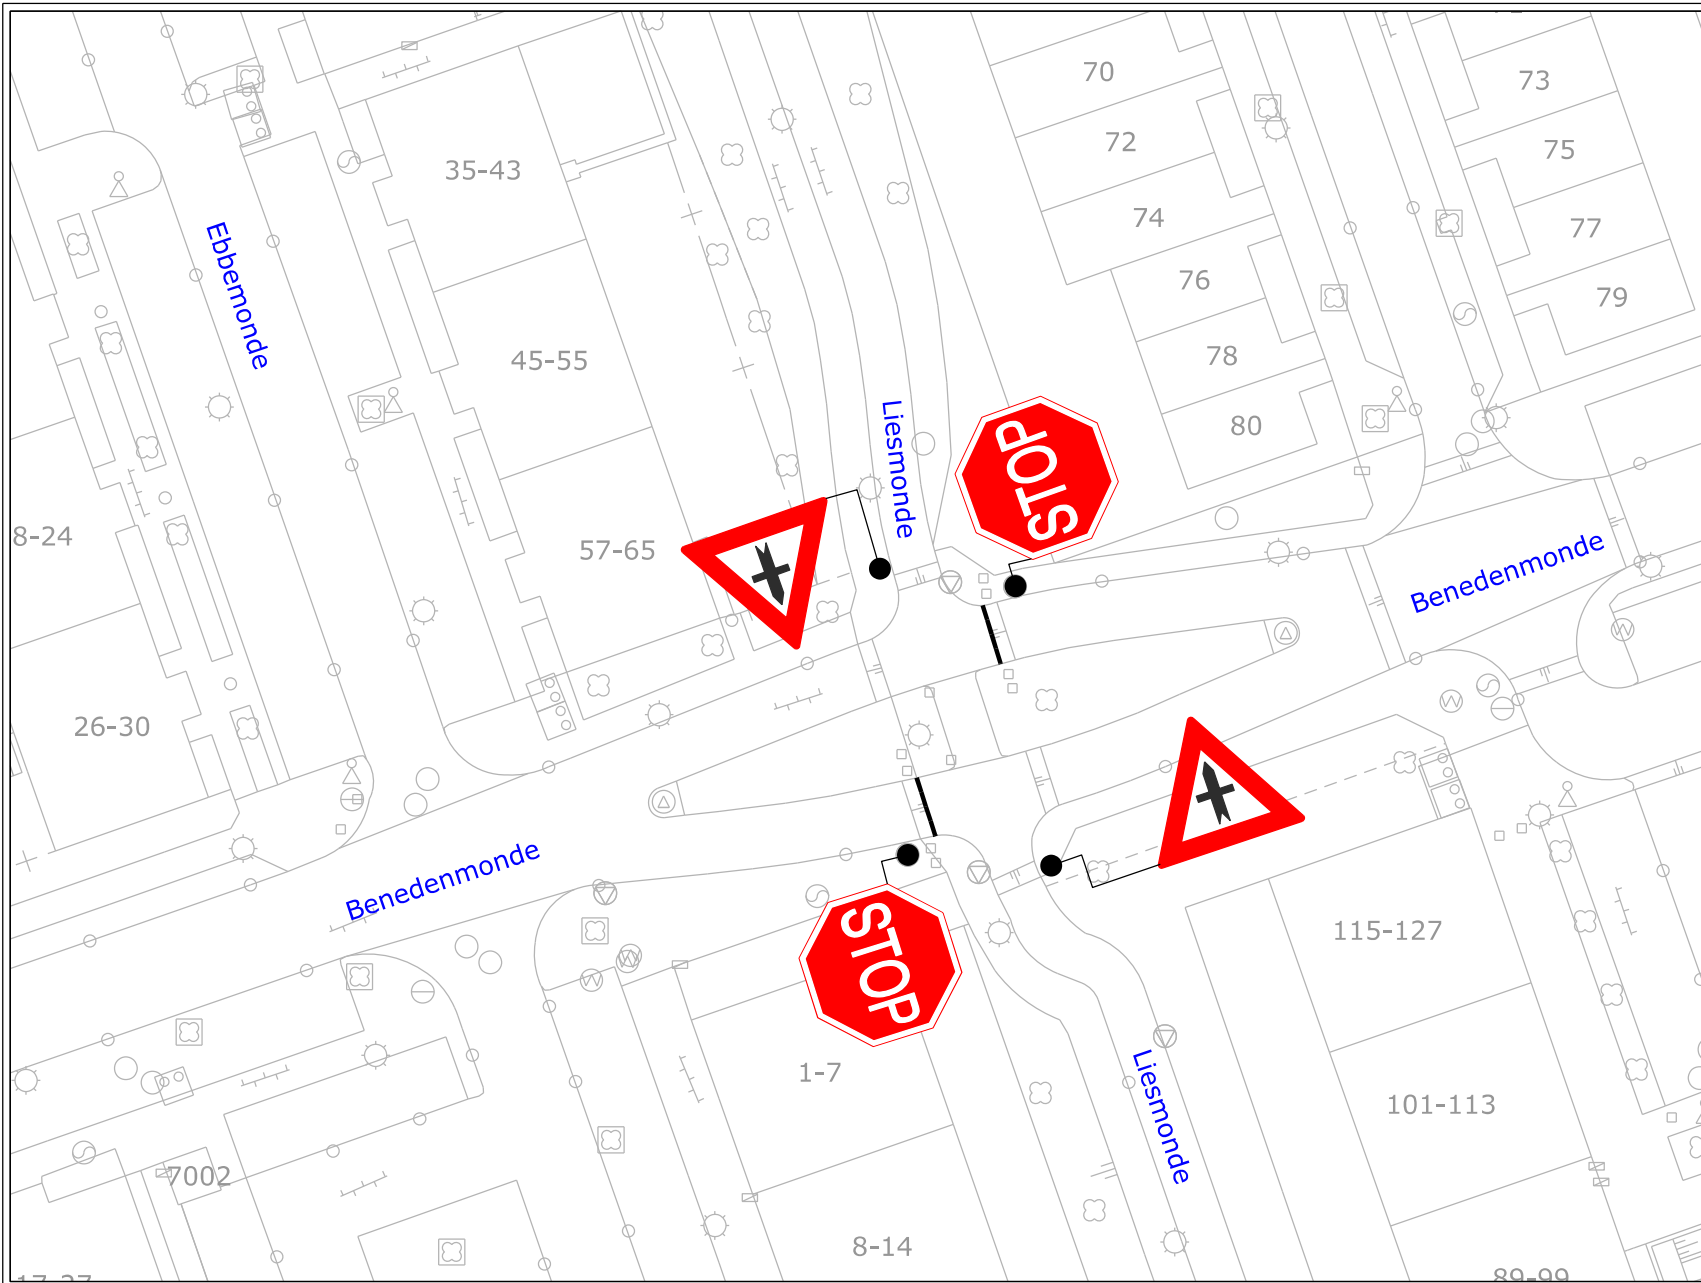 70
73
72
75
35-43
74
77
Ebbemonde
76
79
45-55
78
Liesmonde
80
STOP
8-24
57-65
Benedenmonde
26-30
Benedenmonde
115-127
STOP
1-7
101-113
Liesmonde
7002
8-14